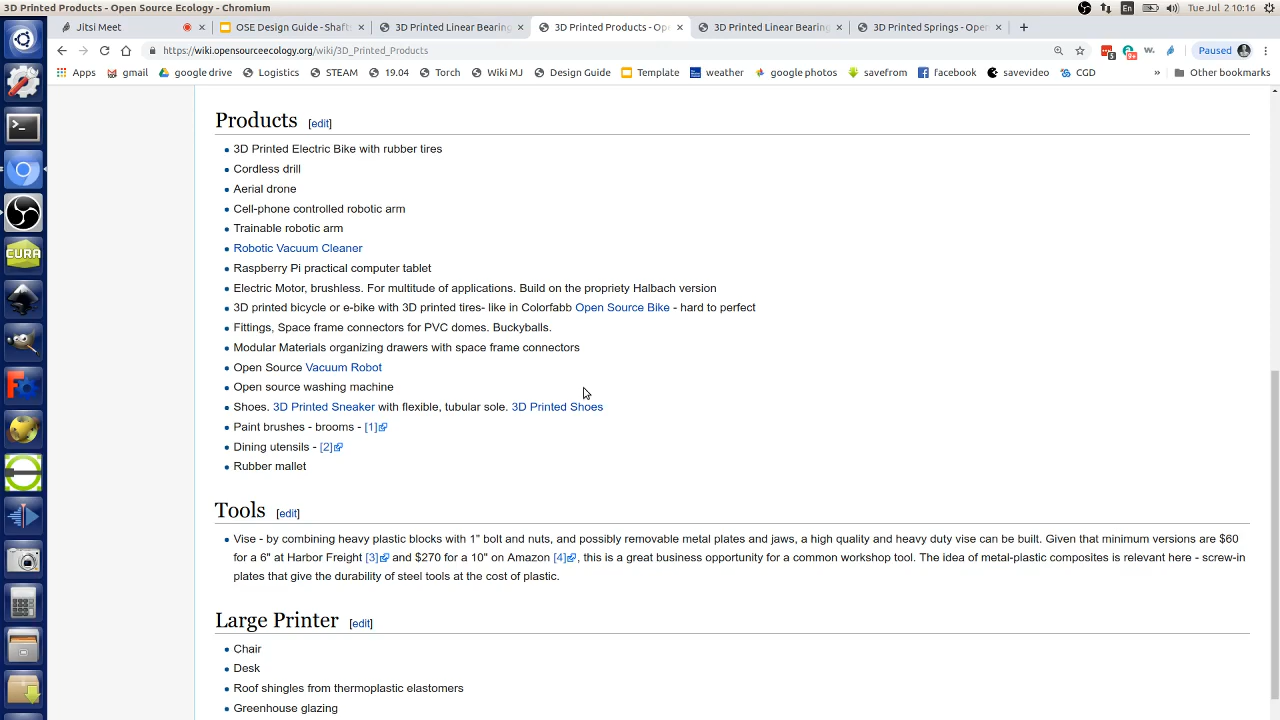 3D Printed Products - Open Source Ecology - Chromium
En
Tue Jul 2 10:16
Jitsi Meet
OSE Design Guide - Shaft
3D Printed Linear Bearing
3D Printed Products - Ope
3D Printed Linear Bearing
3D Printed Springs - Open
https://wiki.opensourceecology.org/wiki/3D_Printed_Products
5
9+
W.
Paused
Apps
gmail
google drive
Logistics
STEAM
19.04
Torch
Wiki MJ
Design Guide
Template
weather
google photos
savefrom
facebook
savevideo
CGD
»
Other bookmarks
CURA
Products [edit]
3D Printed Electric Bike with rubber tires
Cordless drill
Aerial drone
Cell-phone controlled robotic arm
Trainable robotic arm
Robotic Vacuum Cleaner
Raspberry Pi practical computer tablet
Electric Motor, brushless. For multitude of applications. Build on the propriety Halbach version
3D printed bicycle or e-bike with 3D printed tires- like in Colorfabb Open Source Bike - hard to perfect
Fittings, Space frame connectors for PVC domes. Buckyballs.
Modular Materials organizing drawers with space frame connectors
Open Source Vacuum Robot
Open source washing machine
Shoes. 3D Printed Sneaker with flexible, tubular sole. 3D Printed Shoes
Paint brushes - brooms - [1]
Dining utensils - [2]
Rubber mallet
Tools [edit]
Vise - by combining heavy plastic blocks with 1" bolt and nuts, and possibly removable metal plates and jaws, a high quality and heavy duty vise can be built. Given that minimum versions are $60
for a 6" at Harbor Freight [3] and $270 for a 10" on Amazon [4], this is a great business opportunity for a common workshop tool. The idea of metal-plastic composites is relevant here - screw-in
plates that give the durability of steel tools at the cost of plastic.
Large Printer [edit]
Chair
Desk
Roof shingles from thermoplastic elastomers
Greenhouse glazing